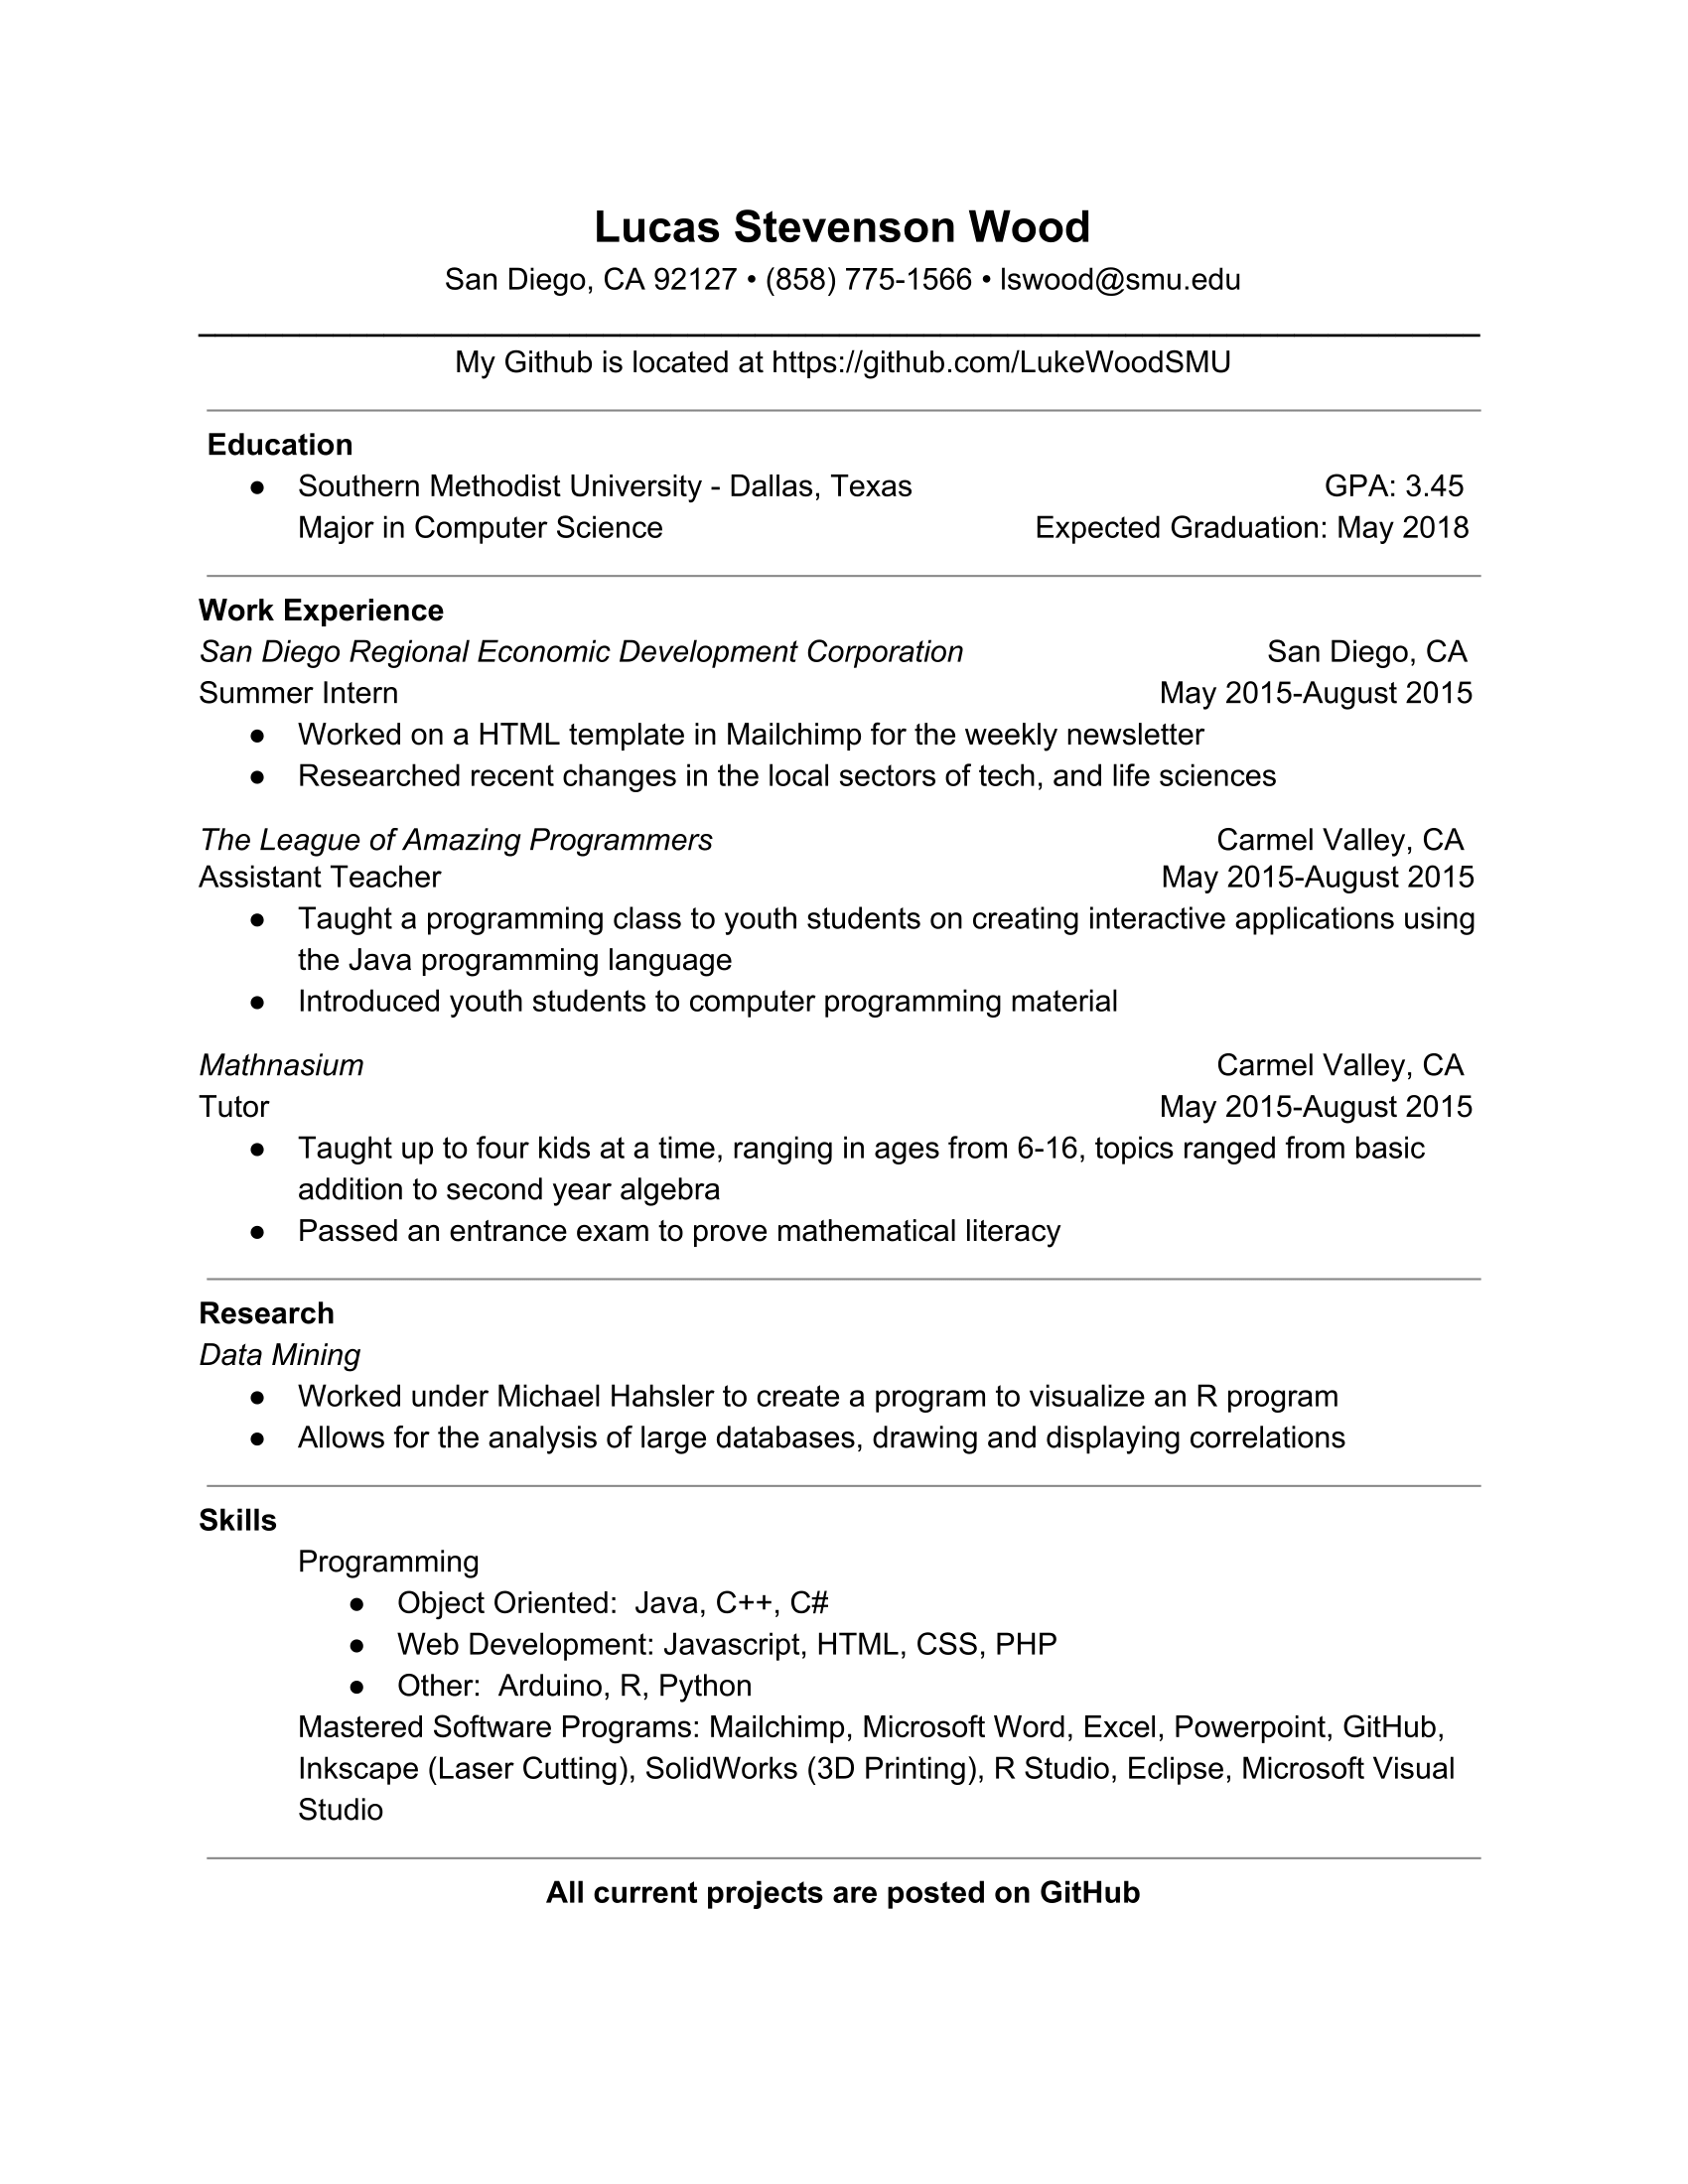 Lucas Stevenson Wood
San Diego, CA 92127 • (858) 775-1566 • lswood@smu.edu
My Github is located at https://github.com/LukeWoodSMU
Education
● Southern Methodist University - Dallas, Texas GPA: 3.45
Major in Computer Science Expected Graduation: May 2018
Work Experience
San Diego Regional Economic Development Corporation San Diego, CA
Summer Intern May 2015-August 2015
● Worked on a HTML template in Mailchimp for the weekly newsletter
● Researched recent changes in the local sectors of tech, and life sciences
The League of Amazing Programmers Carmel Valley, CA
Assistant Teacher May 2015-August 2015
● Taught a programming class to youth students on creating interactive applications using
the Java programming language
● Introduced youth students to computer programming material
Mathnasium Carmel Valley, CA
Tutor May 2015-August 2015
● Taught up to four kids at a time, ranging in ages from 6-16, topics ranged from basic
addition to second year algebra
● Passed an entrance exam to prove mathematical literacy
Research
Data Mining
● Worked under Michael Hahsler to create a program to visualize an R program
● Allows for the analysis of large databases, drawing and displaying correlations
Skills
Programming
● Object Oriented: Java, C++, C#
● Web Development: Javascript, HTML, CSS, PHP
● Other: Arduino, R, Python
Mastered Software Programs: Mailchimp, Microsoft Word, Excel, Powerpoint, GitHub,
Inkscape (Laser Cutting), SolidWorks (3D Printing), R Studio, Eclipse, Microsoft Visual
Studio
All current projects are posted on GitHub